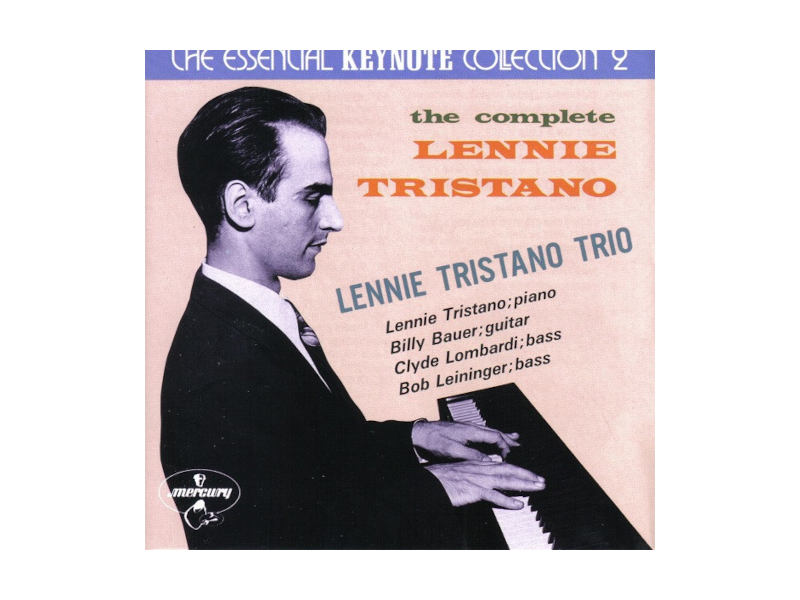 THE ESSENTIAL KEYNOTE COLLECTION 2
the complete
LENNIE
TRISTANO
LENNIE TRISTANO TRIO
Lennie Tristano;piano
Billy Bauer;guitar
Clyde Lombardi;bass
Bob Leininger;bass
mercury